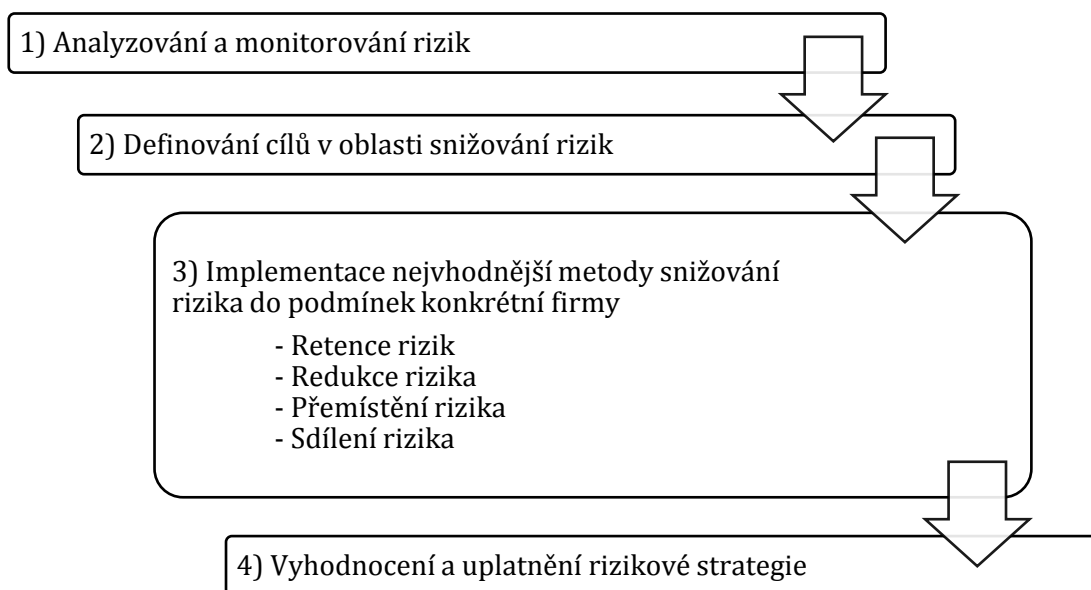 1) Analyzování a monitorování rizik
2) Definování cílů v oblasti snižování rizik
3) Implementace nejvhodnější metody snižování
rizika do podmínek konkrétní firmy
- Retence rizik
- Redukce rizika
- Přemístění rizika
- Sdílení rizika
4) Vyhodnocení a uplatnění rizikové strategie